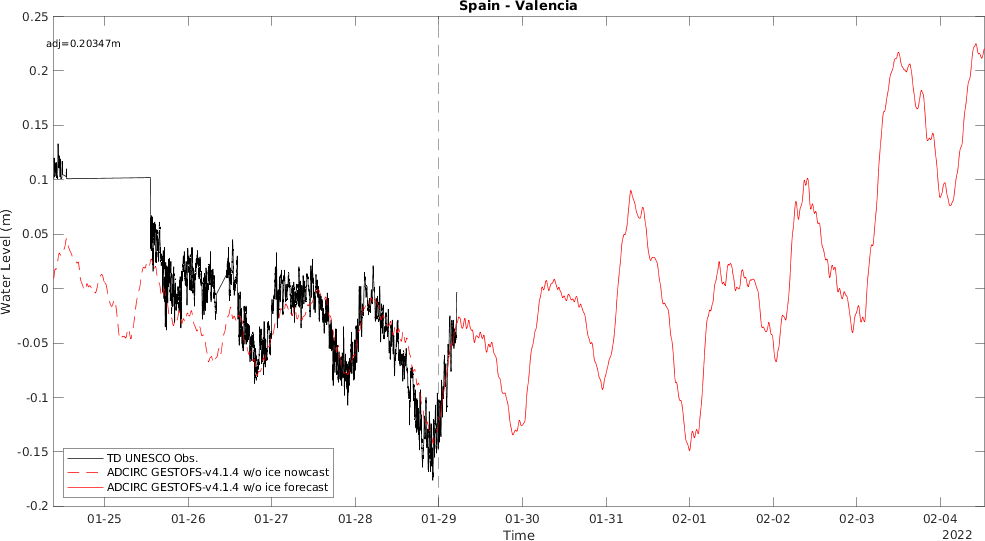 Spain - Valencia
adj=0.20347m
0.25
0.2
0.15
0.1
0.05
0
-0.05
-0.1
-0.15
-0.2
Water Level (m)
TD UNESCO Obs.
ADCIRC GESTOFS-v4.1.4 w/o ice nowcast
ADCIRC GESTOFS-v4.1.4 w/o ice forecast
01-25 01-26 01-27 01-28 01-29 01-30 01-31 02-01 02-02 02-03 02-04
Time
2022